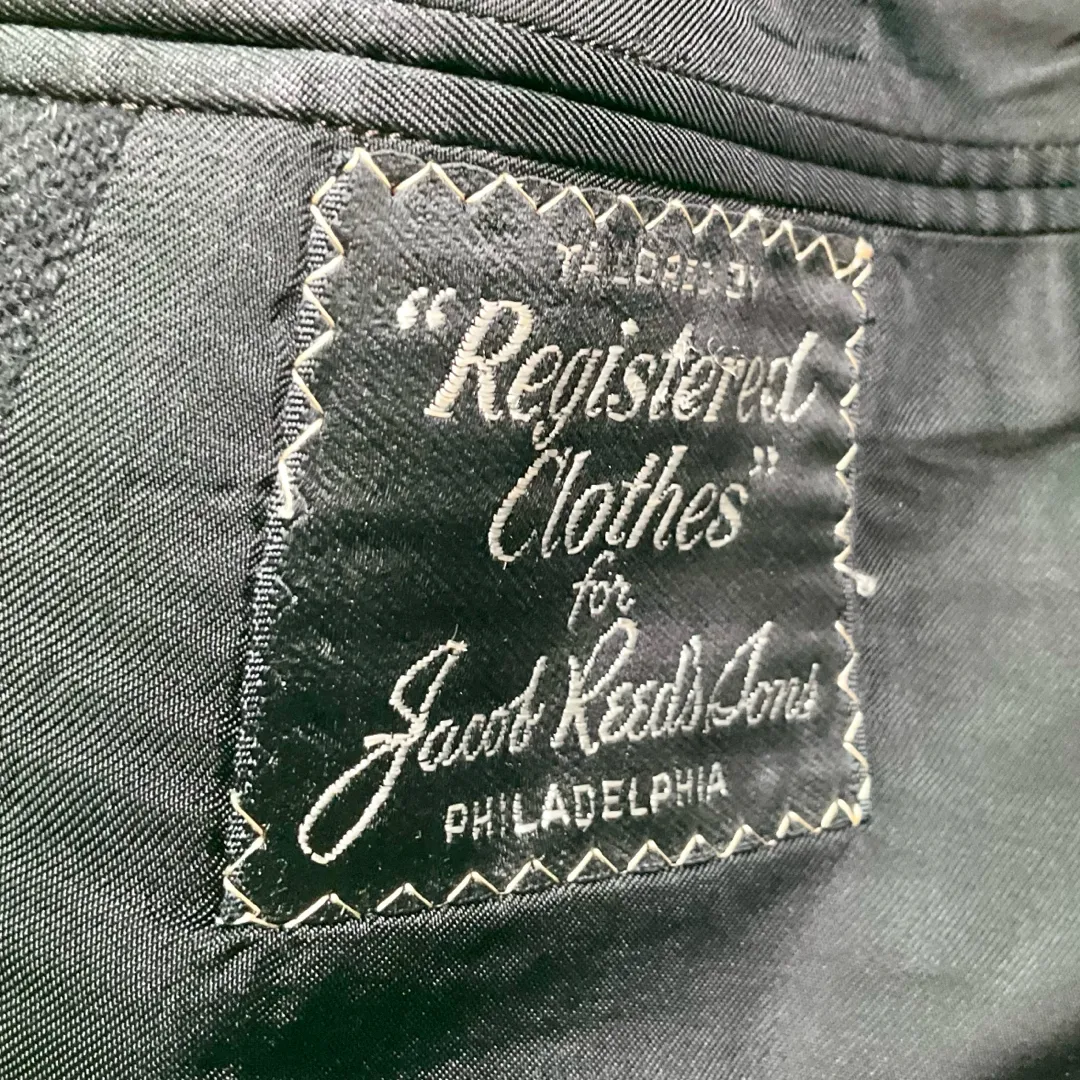 TAILORED BY
"Registered
Clothes"
for
Jacob Reed's Sons
PHILADELPHIA